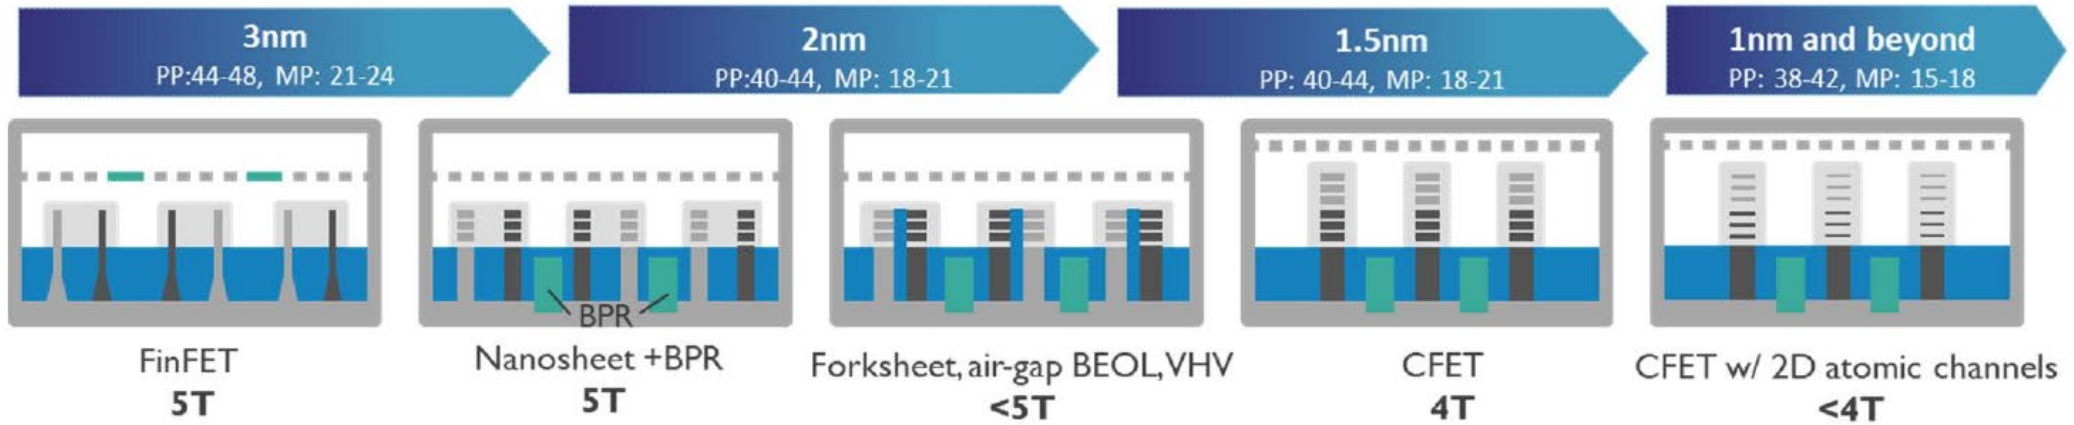 3nm
PP:44-48, MP: 21-24
2nm
PP:40-44, MP: 18-21
1.5nm
PP: 40-44, MP: 18-21
1nm and beyond
PP: 38-42, MP: 15-18
BPR
FinFET
5T
Nanosheet +BPR
5T
Forksheet, air-gap BEOL, VHV
<5T
CFET
4T
CFET w/ 2D atomic channels
<4T